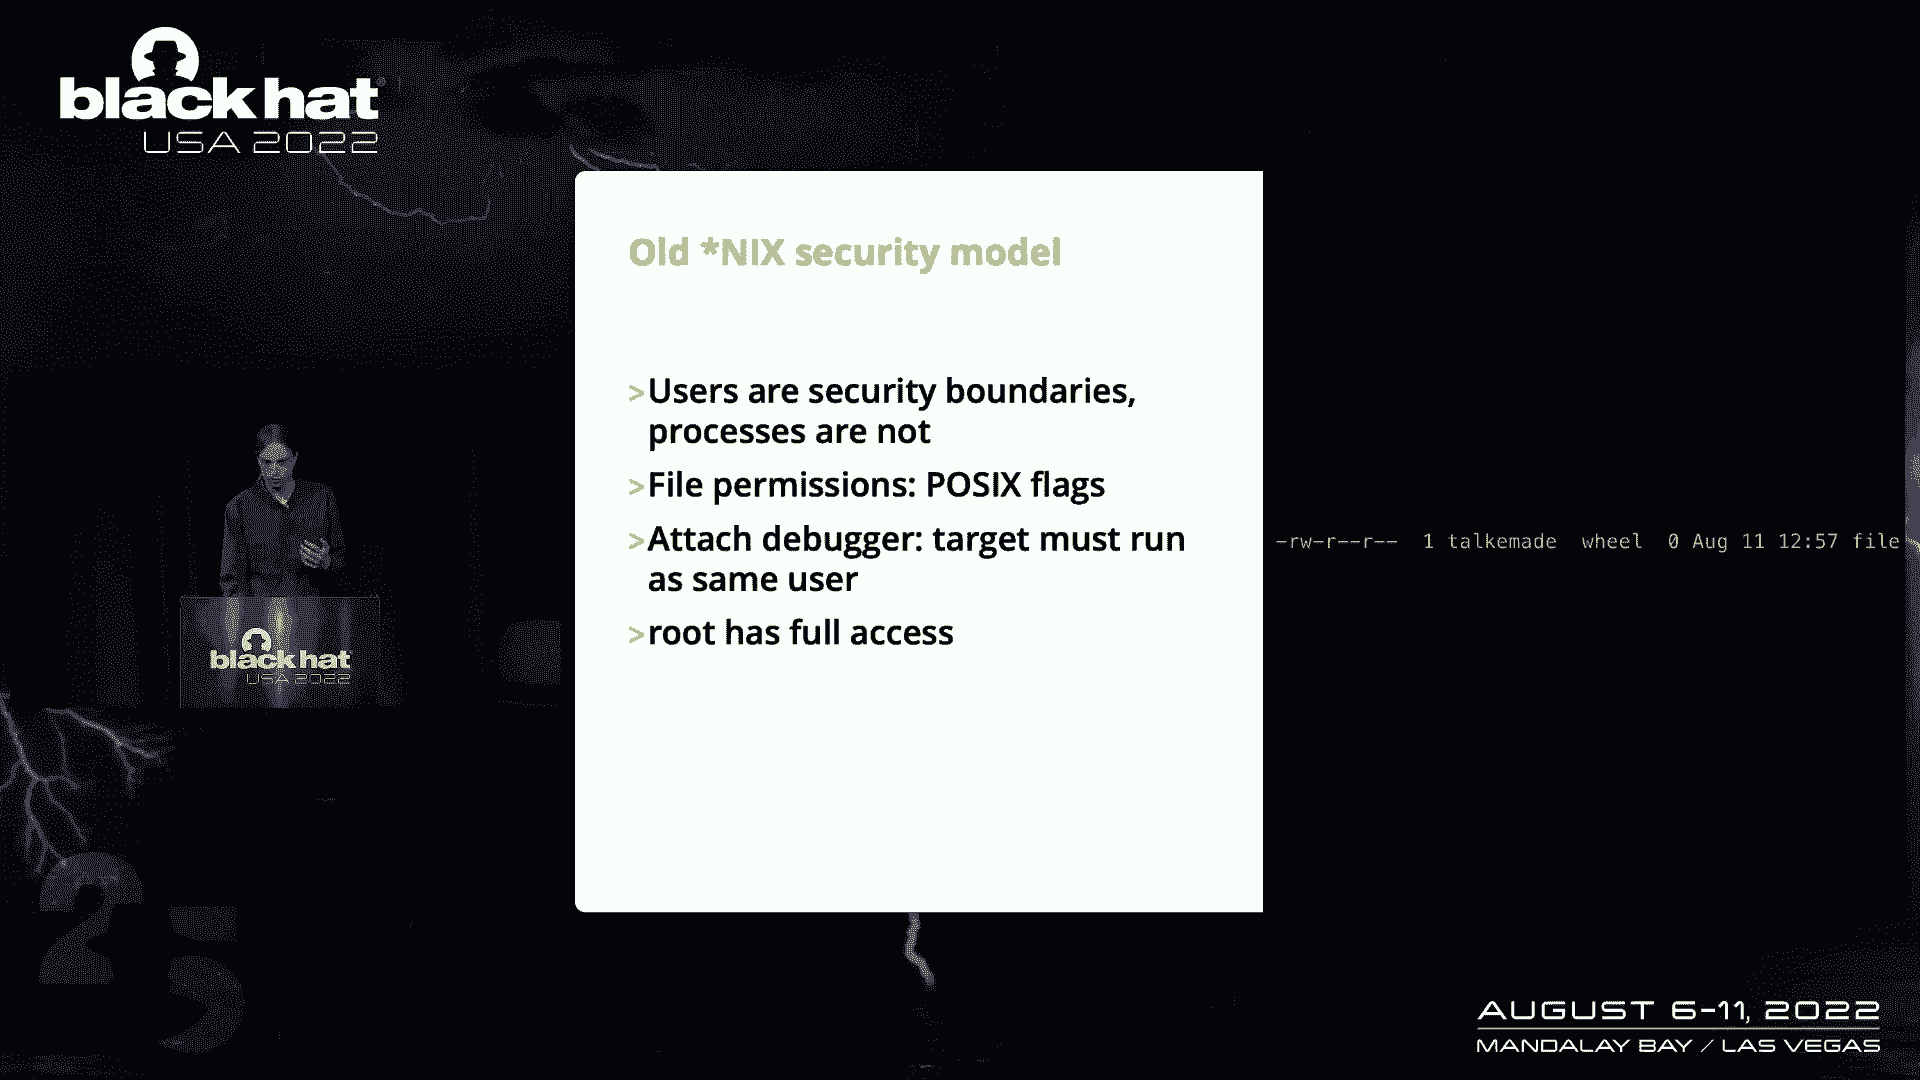 black hat®
USA 2022
Old *NIX security model
>Users are security boundaries,
processes are not
>File permissions: POSIX flags
>Attach debugger: target must run
as same user
>root has full access
-rw-r--r--  1 talkemade  wheel  0 Aug 11 12:57 file
black hat
USA 2022
25
AUGUST 6-11, 2022
MANDALAY BAY / LAS VEGAS